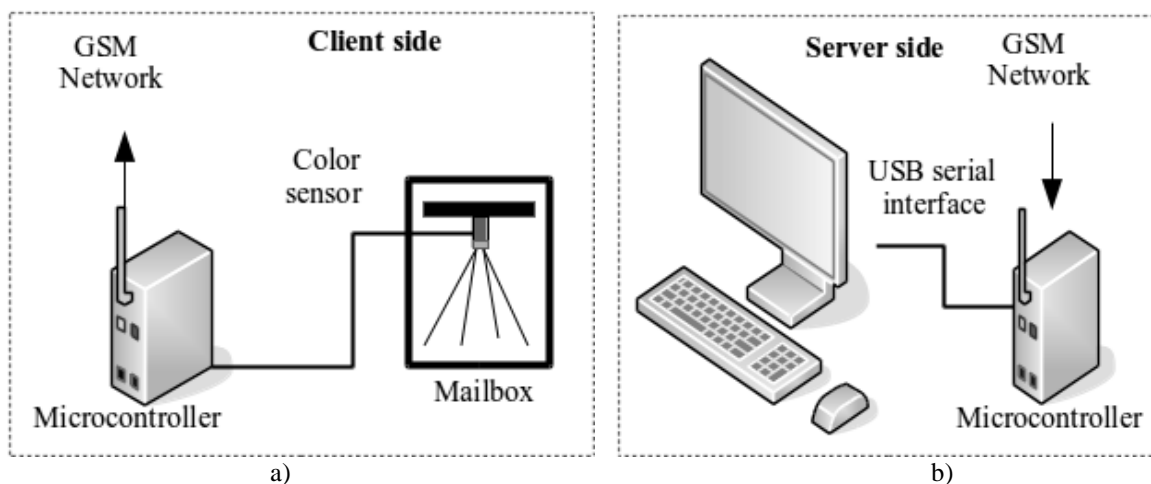 GSM
Network
Client side
Color
sensor
Mailbox
Microcontroller
a)
Server side
GSM
Network
USB serial
interface
Microcontroller
b)